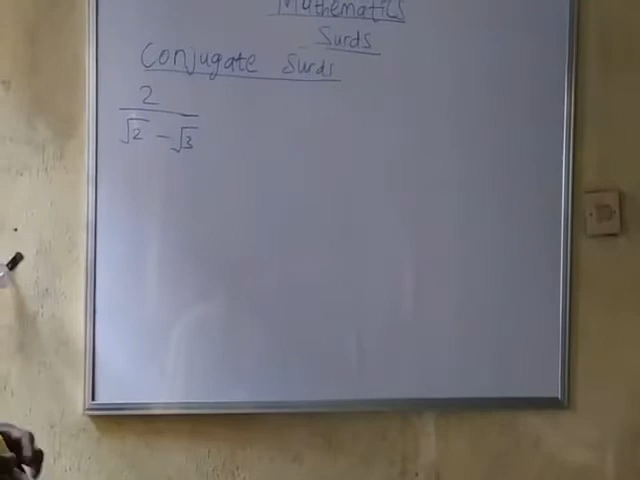 Mathematics
Surds
Conjugate Surds
2
√2 - √3